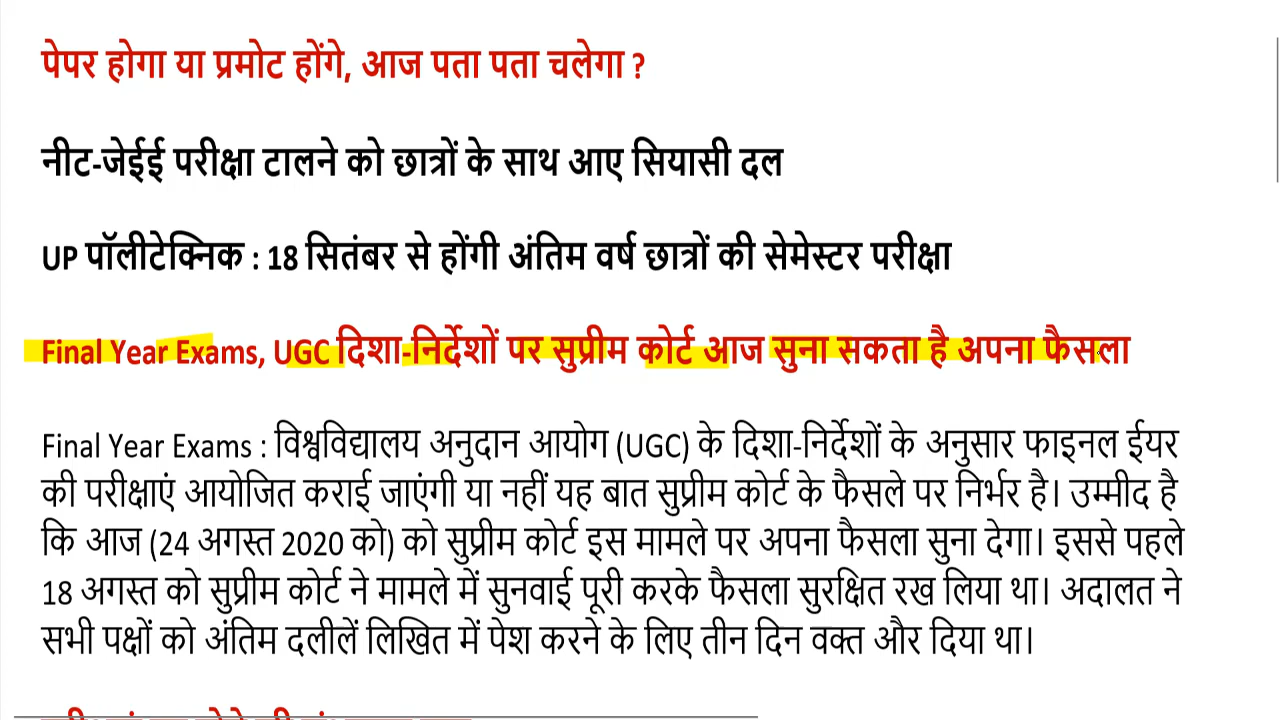 पेपर होगा या प्रमोट होंगे, आज पता पता चलेगा ?
नीट-जेईई परीक्षा टालने को छात्रों के साथ आए सियासी दल
UP पॉलीटेक्निक : 18 सितंबर से होंगी अंतिम वर्ष छात्रों की सेमेस्टर परीक्षा
Final Year Exams, UGC दिशा-निर्देशों पर सुप्रीम कोर्ट आज सुना सकता है अपना फैसला
Final Year Exams : विश्वविद्यालय अनुदान आयोग (UGC) के दिशा-निर्देशों के अनुसार फाइनल ईयर
की परीक्षाएं आयोजित कराई जाएंगी या नहीं यह बात सुप्रीम कोर्ट के फैसले पर निर्भर है। उम्मीद है
कि आज (24 अगस्त 2020 को) को सुप्रीम कोर्ट इस मामले पर अपना फैसला सुना देगा। इससे पहले
18 अगस्त को सुप्रीम कोर्ट ने मामले में सुनवाई पूरी करके फैसला सुरक्षित रख लिया था। अदालत ने
सभी पक्षों को अंतिम दलीलें लिखित में पेश करने के लिए तीन दिन वक्त और दिया था।